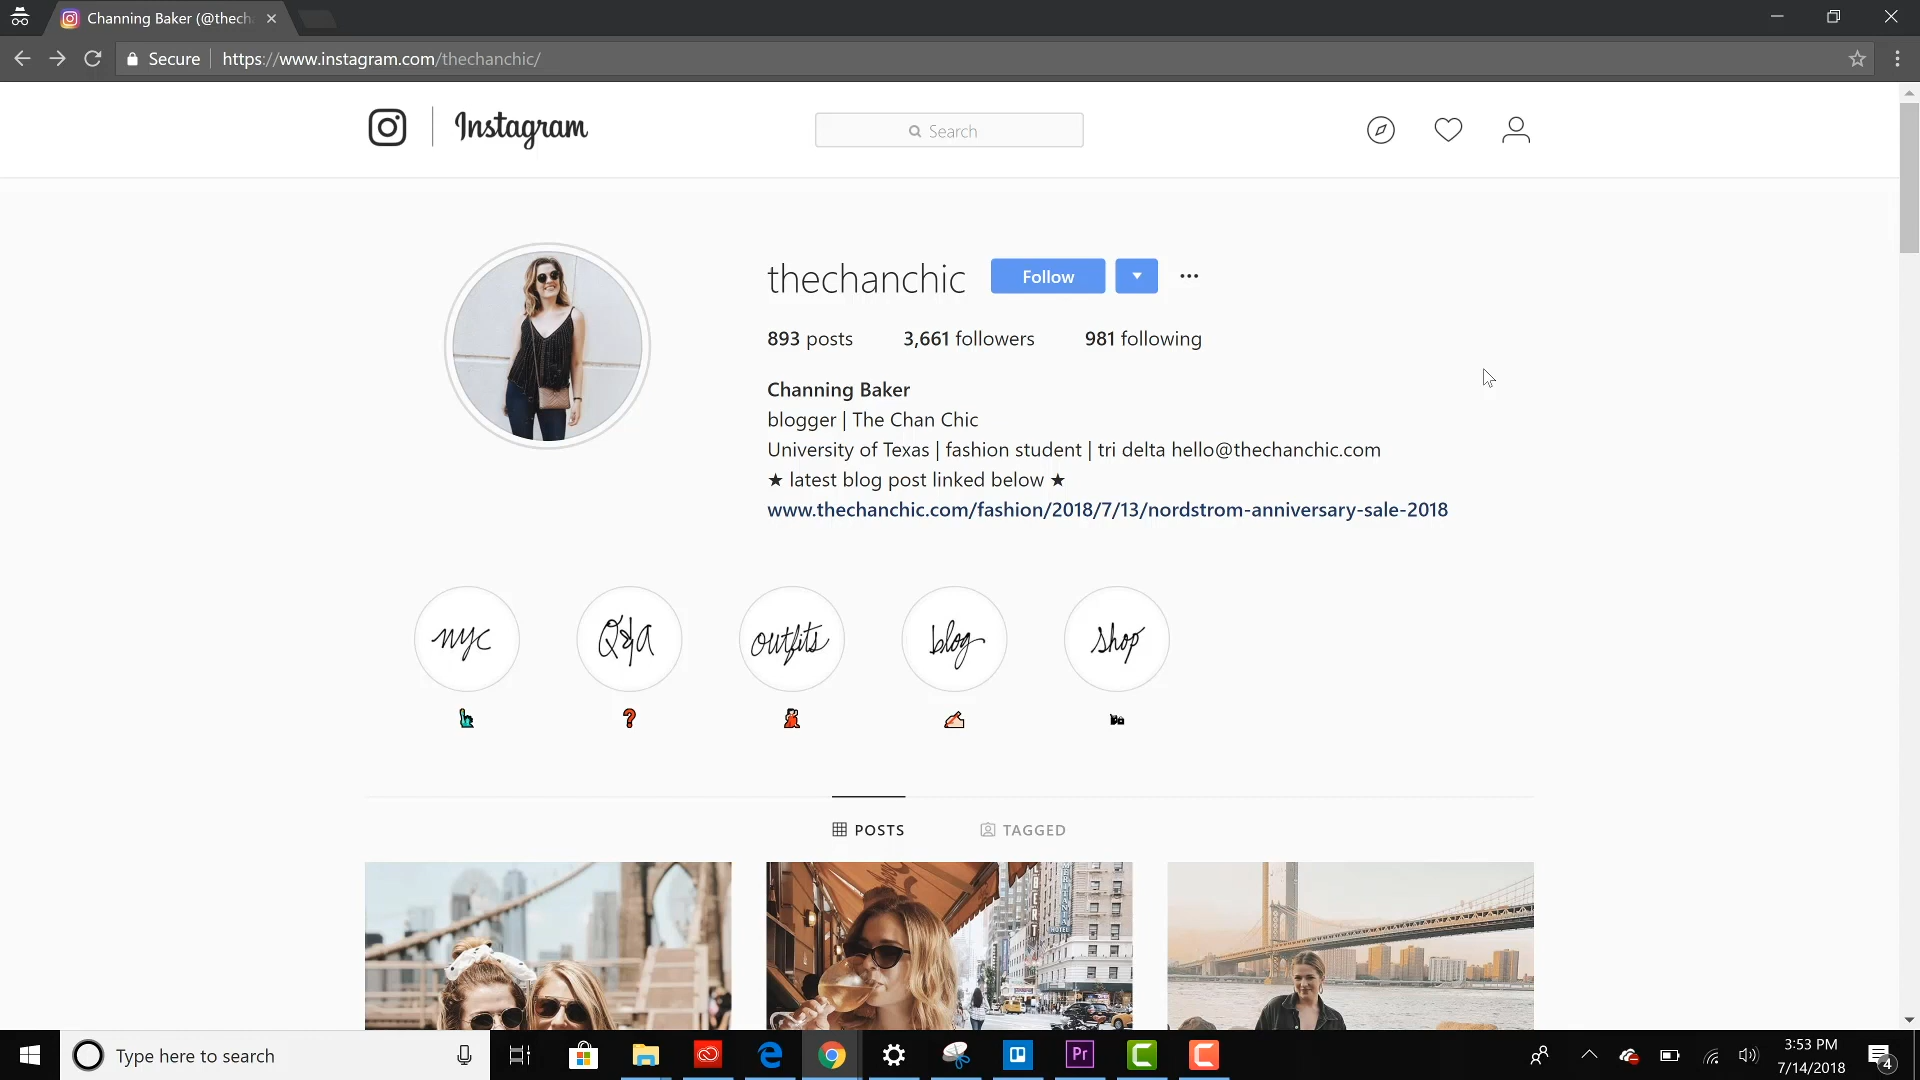 Channing Baker (@thech
Secure
https://www.instagram.com/thechanchic/
Instagram
Search
thechanchic
Follow
893 posts 3,661 followers 981 following
Channing Baker
blogger | The Chan Chic
University of Texas | fashion student | tri delta hello@thechanchic.com
★ latest blog post linked below ★
www.thechanchic.com/fashion/2018/7/13/nordstrom-anniversary-sale-2018
nyc Q&A outfits blog shop
POSTS TAGGED
HOTEL
Type here to search
Pr
3:53 PM
7/14/2018
4